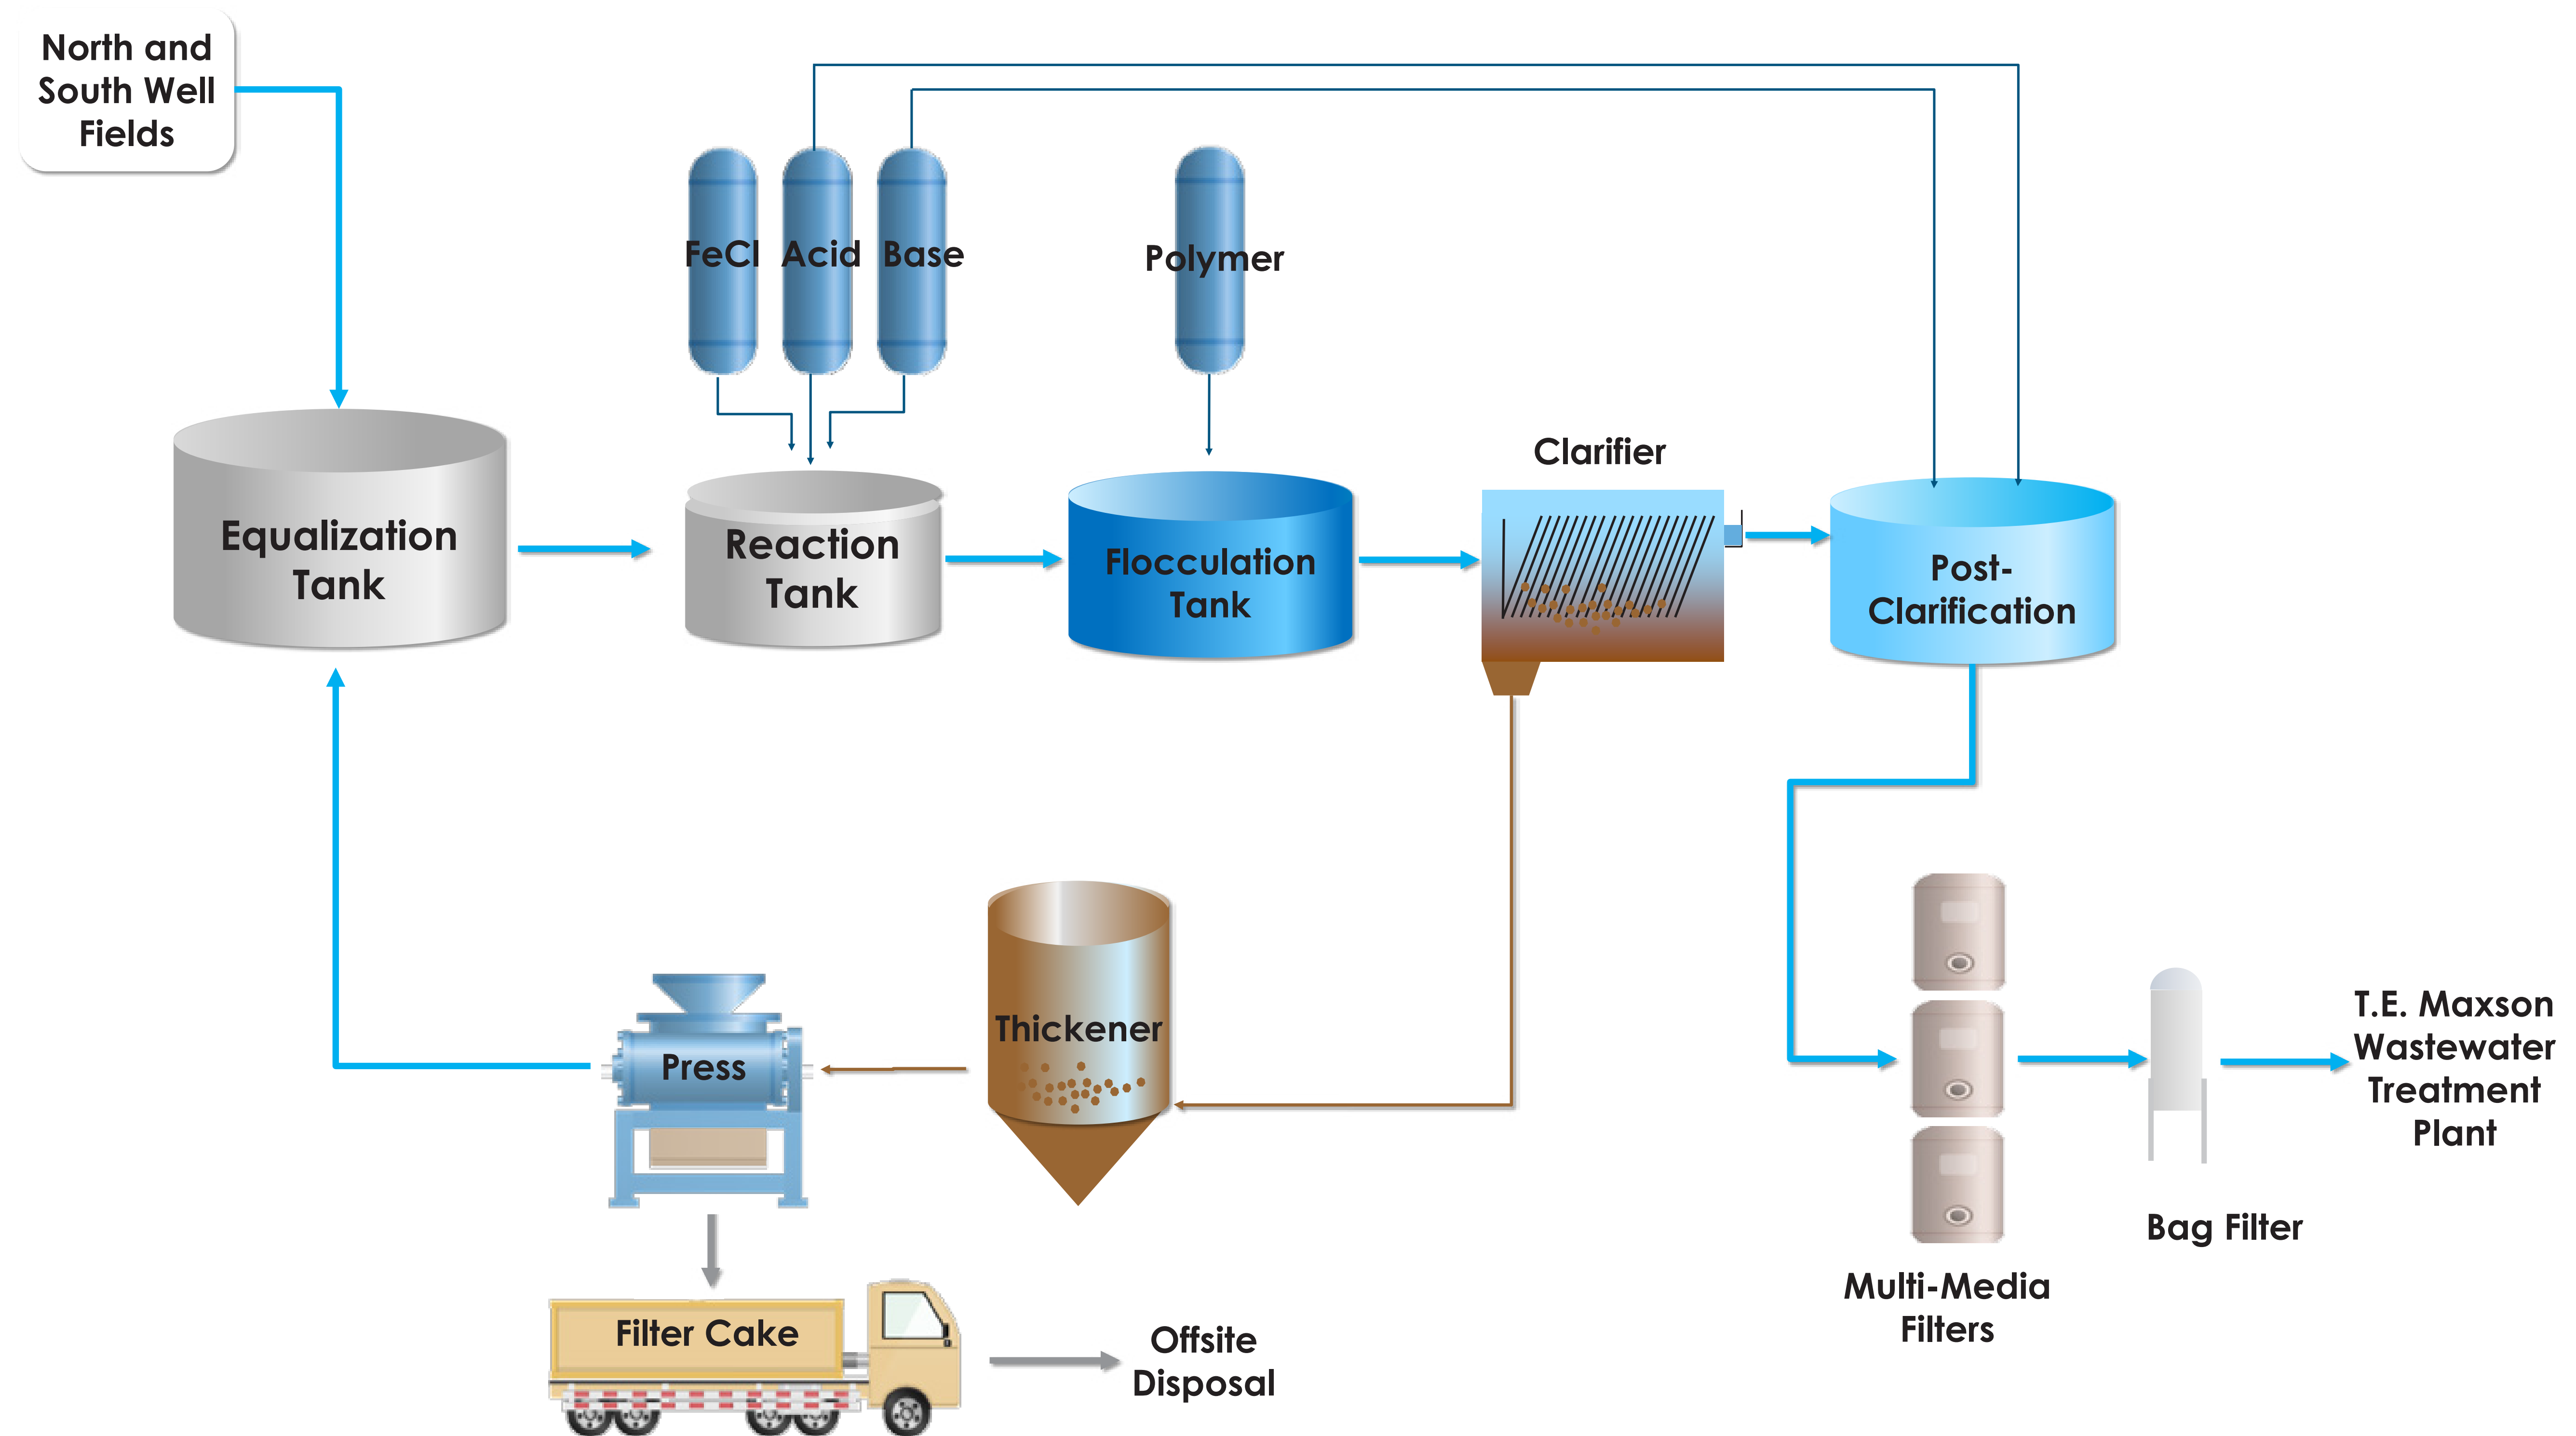 North and
South Well
Fields
FeCl
Acid
Base
Polymer
Clarifier
Equalization
Tank
Reaction
Tank
Flocculation
Tank
Post-
Clarification
Thickener
Press
T.E. Maxson
Wastewater
Treatment
Plant
Bag Filter
Multi-Media
Filters
Filter Cake
Offsite
Disposal